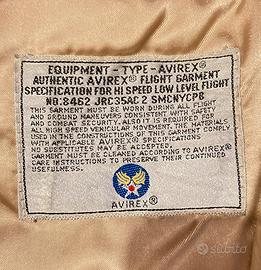 EQUIPMENT - TYPE - AVIREX®
AUTHENTIC AVIREX® FLIGHT GARMENT
SPECIFICATION FOR HI SPEED LOW LEVEL FLIGHT
NO: 8462 JRC35AC 2 SMCNYCPB
THIS GARMENT MUST BE WORN DURING ALL FLIGHT
AND GROUND MANEUVERS CONSISTENT WITH SAFETY
AND COMBAT SECURITY. ALSO IT IS REQUIRED DURING
ALL HIGH SPEED VEHICULAR MOVEMENT. THE MATERIALS
USED IN THE CONSTRUCTIONS OF THIS GARMENT COMPLY
WITH APPLICABLE AVIREX® SPECIFICATIONS
NO SUBSTITUTES MAY BE ACCEPTED.
GARMENT MUST BE CLEANED ACCORDING TO AVIREX®
CARE INSTRUCTIONS TO PRESERVE THEIR CONTINUED
USEFULNESS.
AVIREX®
subito